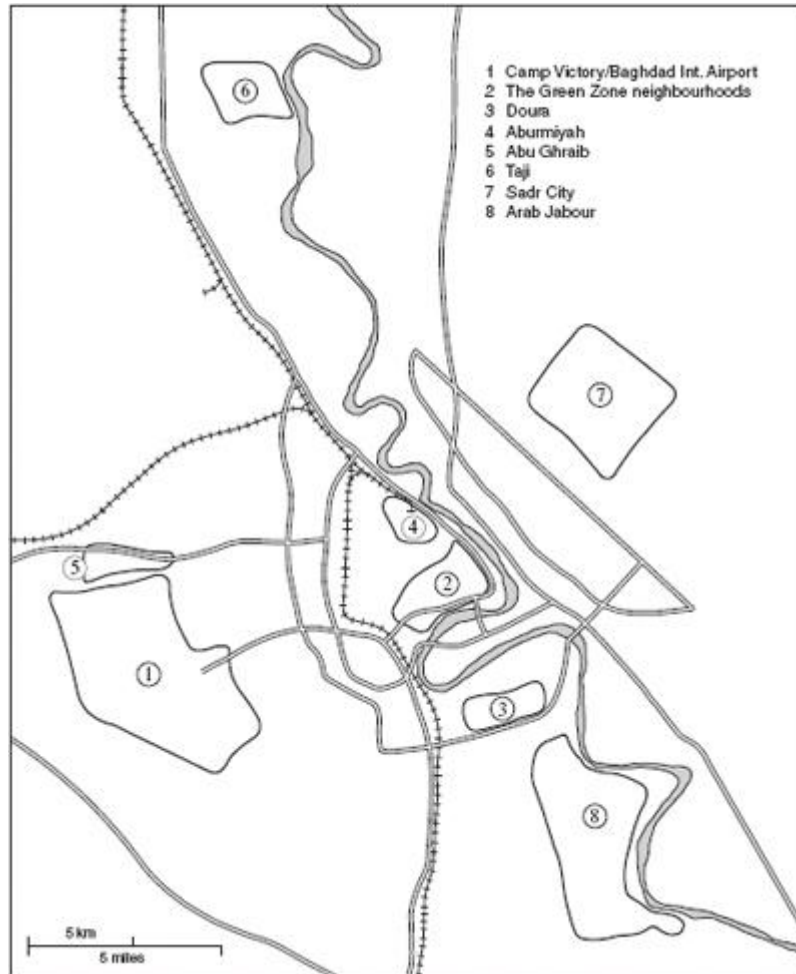 1 Camp Victory/Baghdad Int. Airport
2 The Green Zone neighbourhoods
3 Doura
4 Aburmiyah
5 Abu Ghraib
6 Taji
7 Sadr City
8 Arab Jabour
6
7
4
5
2
1
3
8
5 km
5 miles